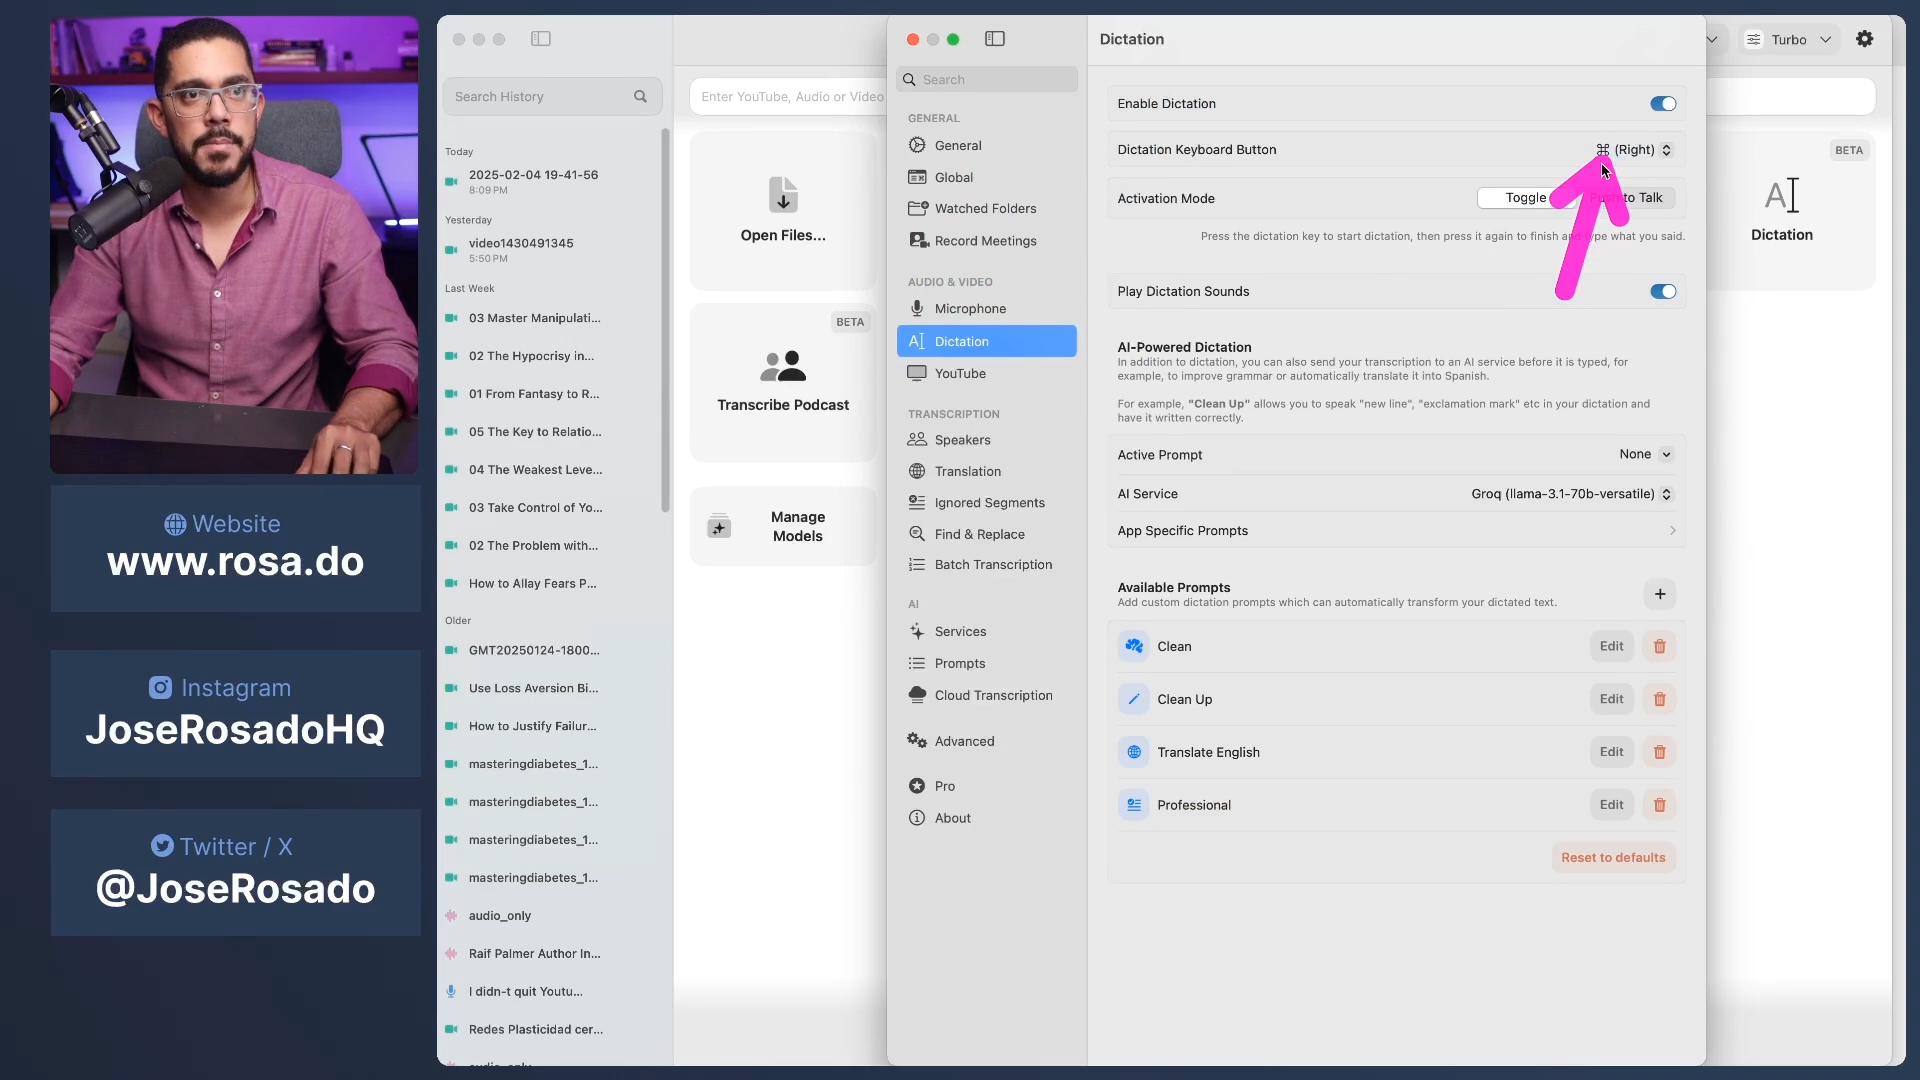 Website
www.rosa.do
Instagram
JoseRosadoHQ
Twitter / X
@JoseRosado
Search History
Today
2025-02-04 19-41-56
8:09 PM
Yesterday
video1430491345
5:50 PM
Last Week
03 Master Manipulati...
02 The Hypocrisy in...
01 From Fantasy to R...
05 The Key to Relatio...
04 The Weakest Leve...
03 Take Control of Yo...
02 The Problem with...
How to Allay Fears P...
Older
GMT20250124-1800...
Use Loss Aversion Bi...
How to Justify Failur...
masteringdiabetes_1...
masteringdiabetes_1...
masteringdiabetes_1...
masteringdiabetes_1...
audio_only
Raif Palmer Author In...
I didn-t quit Youtu...
Redes Plasticidad cer...
Enter YouTube, Audio or Video
Open Files...
BETA
Transcribe Podcast
Manage
Models
Search
GENERAL
General
Global
Watched Folders
Record Meetings
AUDIO & VIDEO
Microphone
Dictation
YouTube
TRANSCRIPTION
Speakers
Translation
Ignored Segments
Find & Replace
Batch Transcription
AI
Services
Prompts
Cloud Transcription
Advanced
Pro
About
Dictation
Enable Dictation
Dictation Keyboard Button
⌘ (Right)
Activation Mode
Toggle
to Talk
Press the dictation key to start dictation, then press it again to finish and type what you said.
Play Dictation Sounds
AI-Powered Dictation
In addition to dictation, you can also send your transcription to an AI service before it is typed, for
example, to improve grammar or automatically translate it into Spanish.
For example, "Clean Up" allows you to speak "new line", "exclamation mark" etc in your dictation and
have it written correctly.
Active Prompt
None
AI Service
Groq (llama-3.1-70b-versatile)
App Specific Prompts
Available Prompts
Add custom dictation prompts which can automatically transform your dictated text.
Clean
Edit
Clean Up
Edit
Translate English
Edit
Professional
Edit
Reset to defaults
Turbo
BETA
Dictation